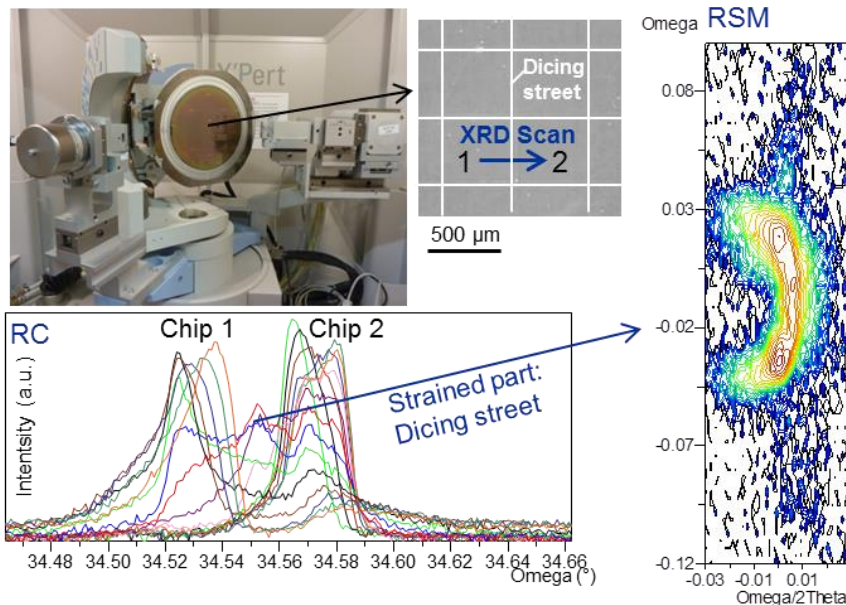 X'Pert
Dicing
street
XRD Scan
1
2
500 µm
Omega
RSM
0.08
0.03
-0.02
-0.07
-0.12
-0.03
-0.01
0.01
Omega/2Theta
RC
Chip 1
Chip 2
Strained part:
Dicing street
Intentsity (a.u.)
34.48
34.50
34.52
34.54
34.56
34.58
34.60
34.62
34.64
34.66
Omega (°)